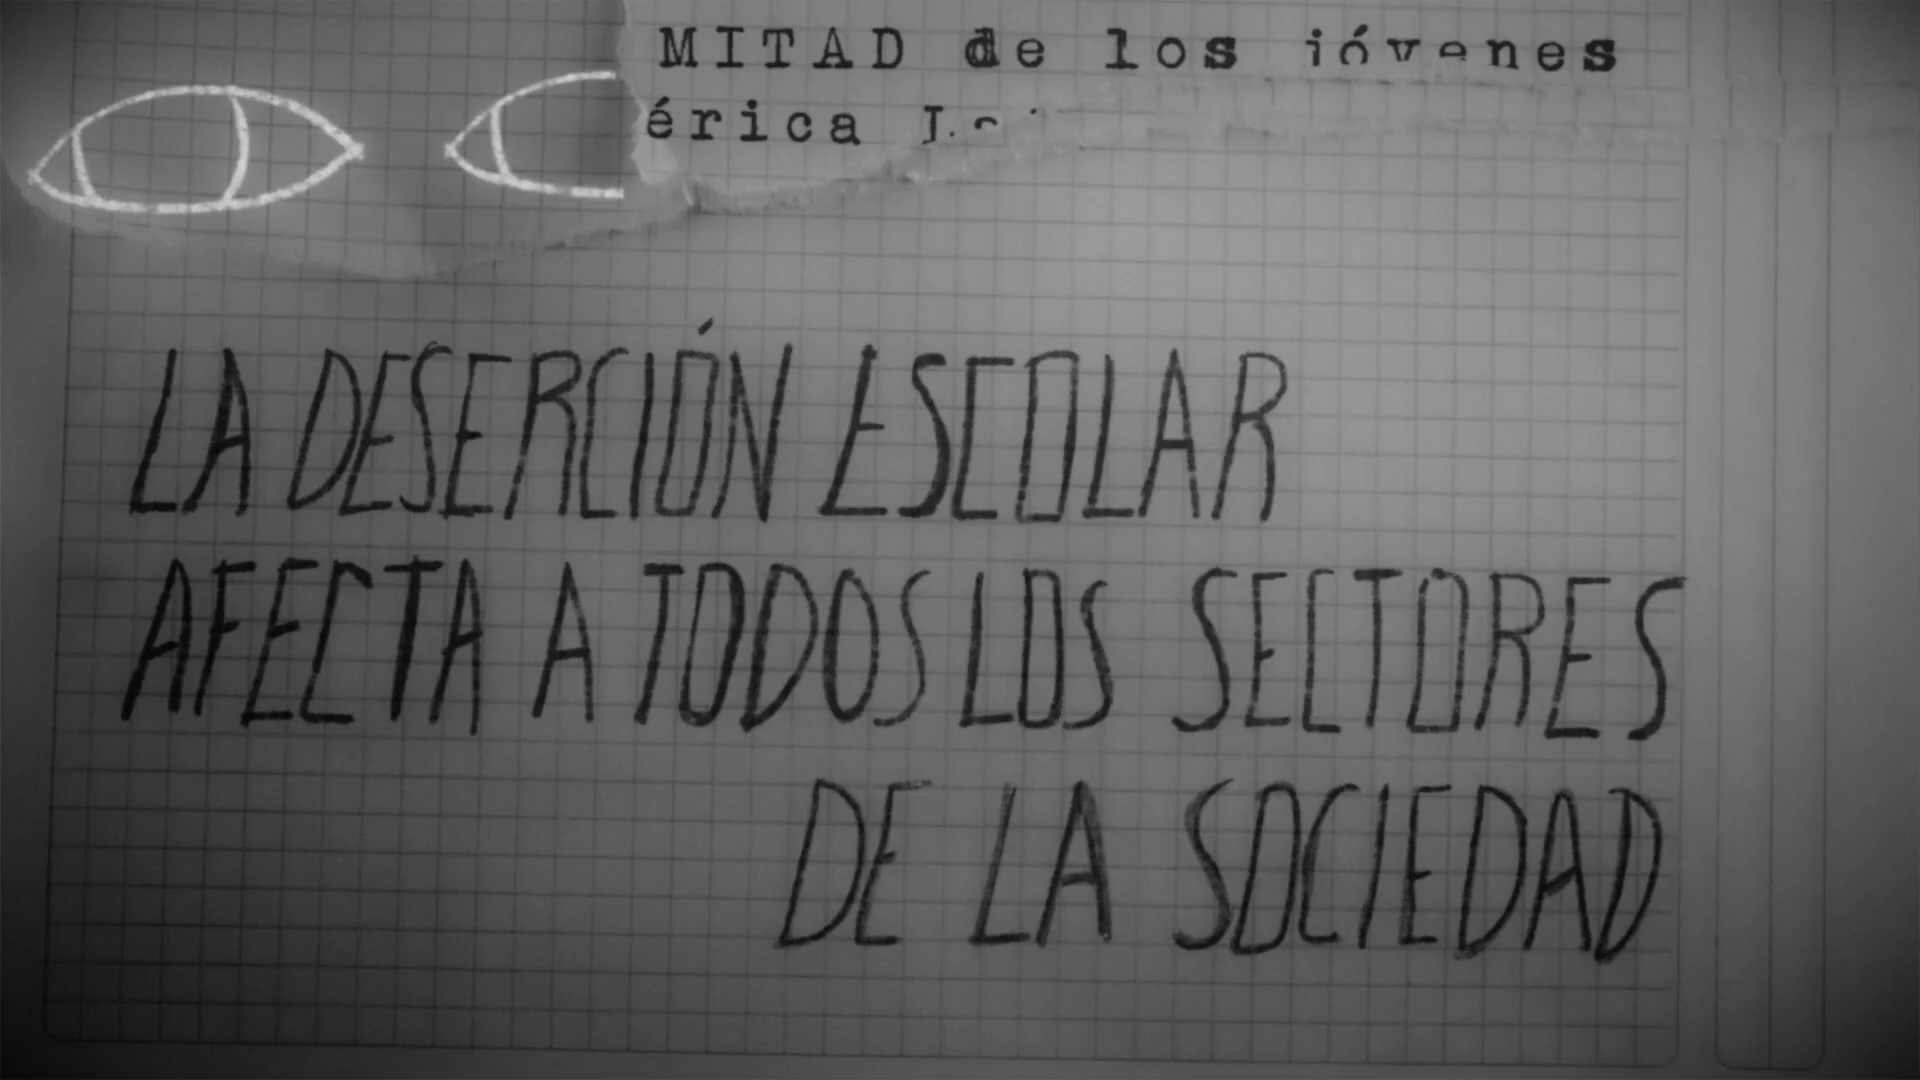 MITAD de los jóvenes
érica
LA DESERCIÓN ESCOLAR
AFECTA A TODOS LOS SECTORES
DE LA SOCIEDAD